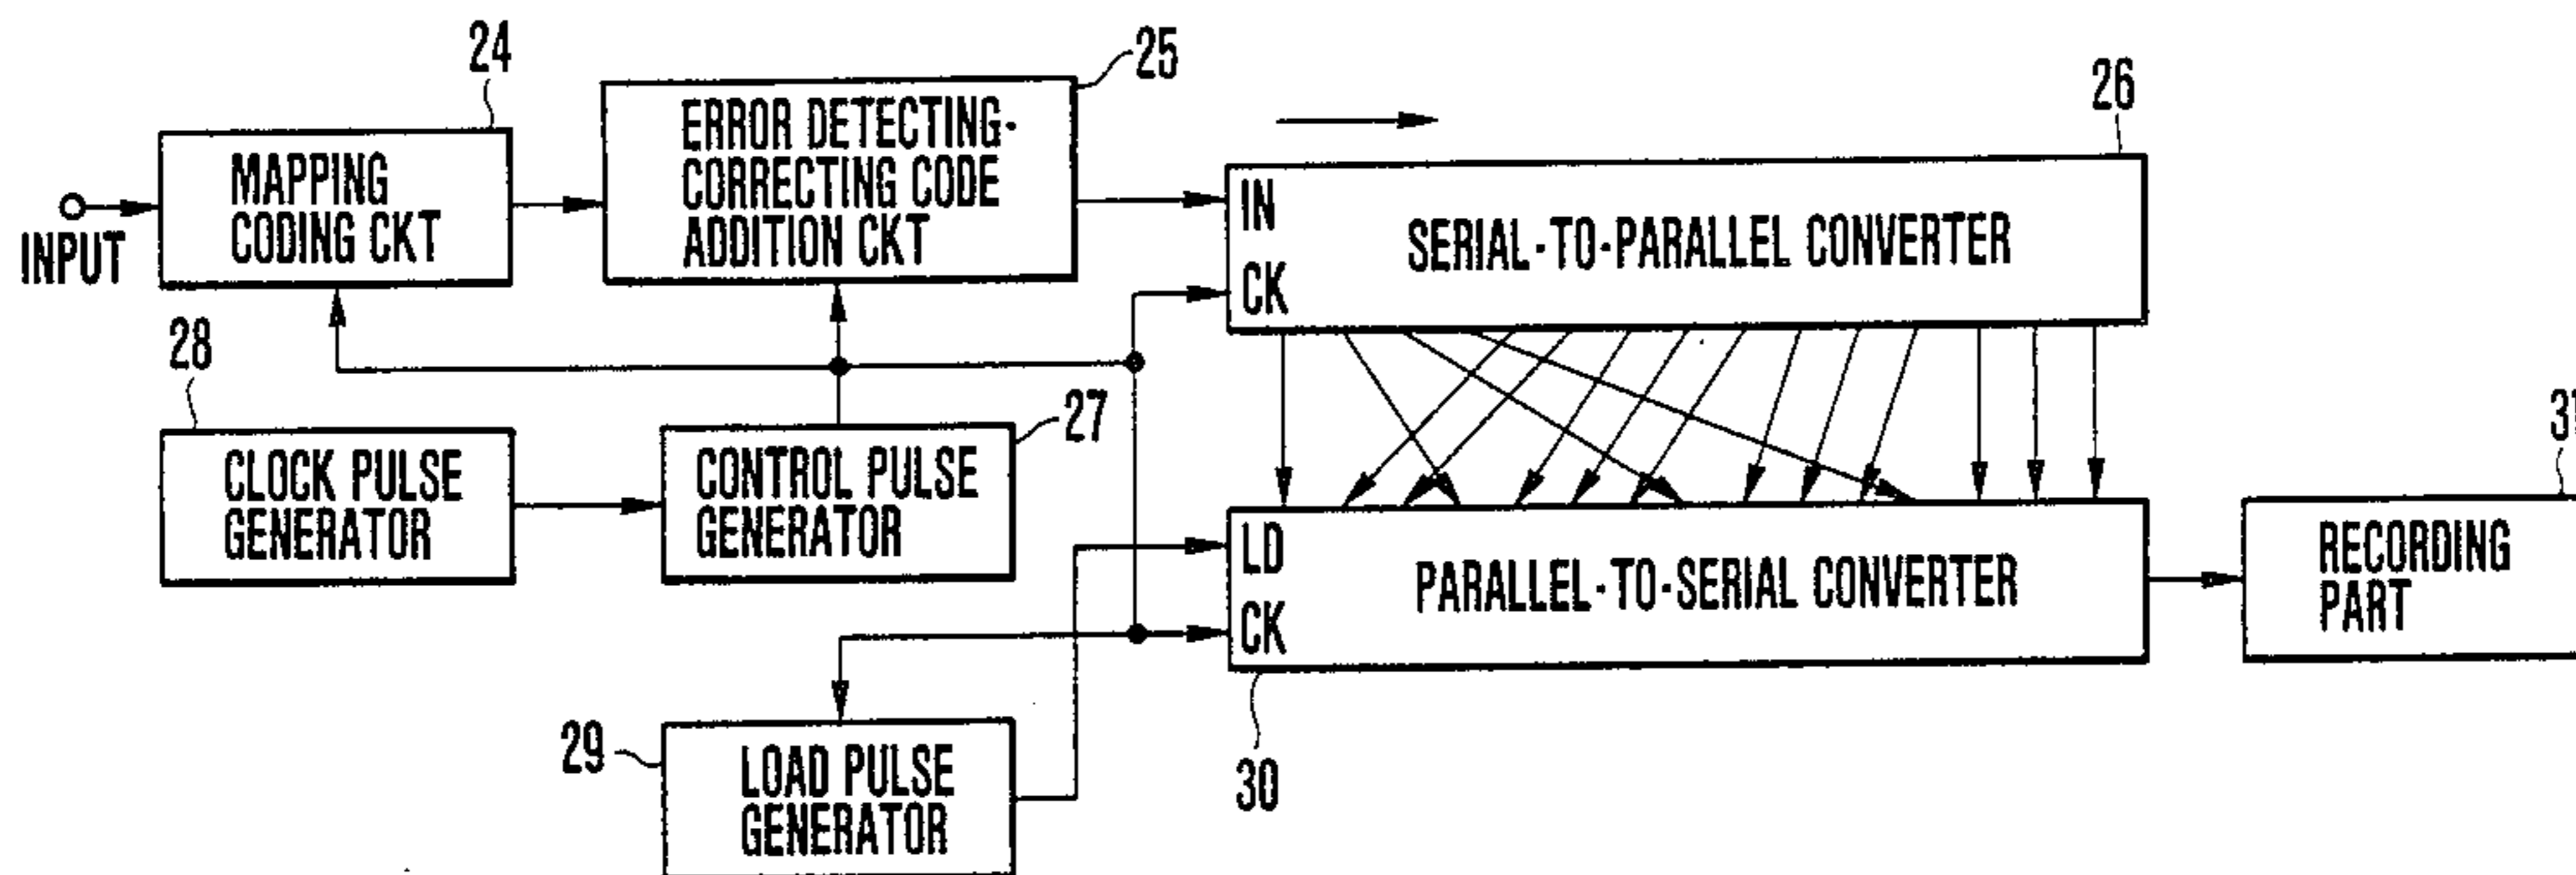 24
25
26
MAPPING
CODING CKT
ERROR DETECTING-
CORRECTING CODE
ADDITION CKT
INPUT
IN
CK
SERIAL-TO-PARALLEL CONVERTER
28
27
31
CLOCK PULSE
GENERATOR
CONTROL PULSE
GENERATOR
LD
CK
PARALLEL-TO-SERIAL CONVERTER
RECORDING
PART
29
LOAD PULSE
GENERATOR
30